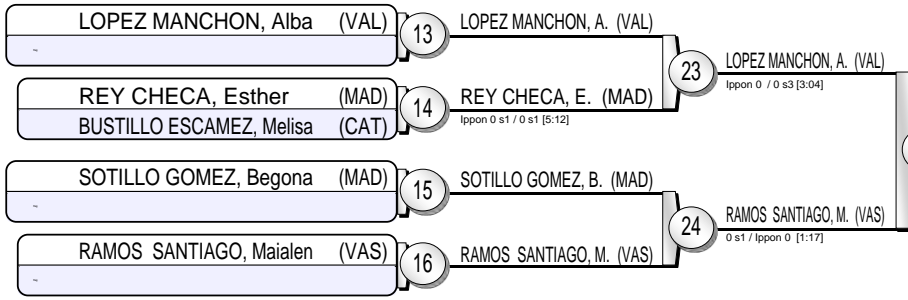 LOPEZ MANCHON, Alba (VAL)
~
13
LOPEZ MANCHON, A. (VAL)
REY CHECA, Esther (MAD)
BUSTILLO ESCAMEZ, Melisa (CAT)
14
REY CHECA, E. (MAD)
Ippon 0 s1 / 0 s1 [5:12]
23
LOPEZ MANCHON, A. (VAL)
Ippon 0 / 0 s3 [3:04]
SOTILLO GOMEZ, Begona (MAD)
~
15
SOTILLO GOMEZ, B. (MAD)
RAMOS SANTIAGO, Maialen (VAS)
~
16
RAMOS SANTIAGO, M. (VAS)
24
RAMOS SANTIAGO, M. (VAS)
0 s1 / Ippon 0 [1:17]